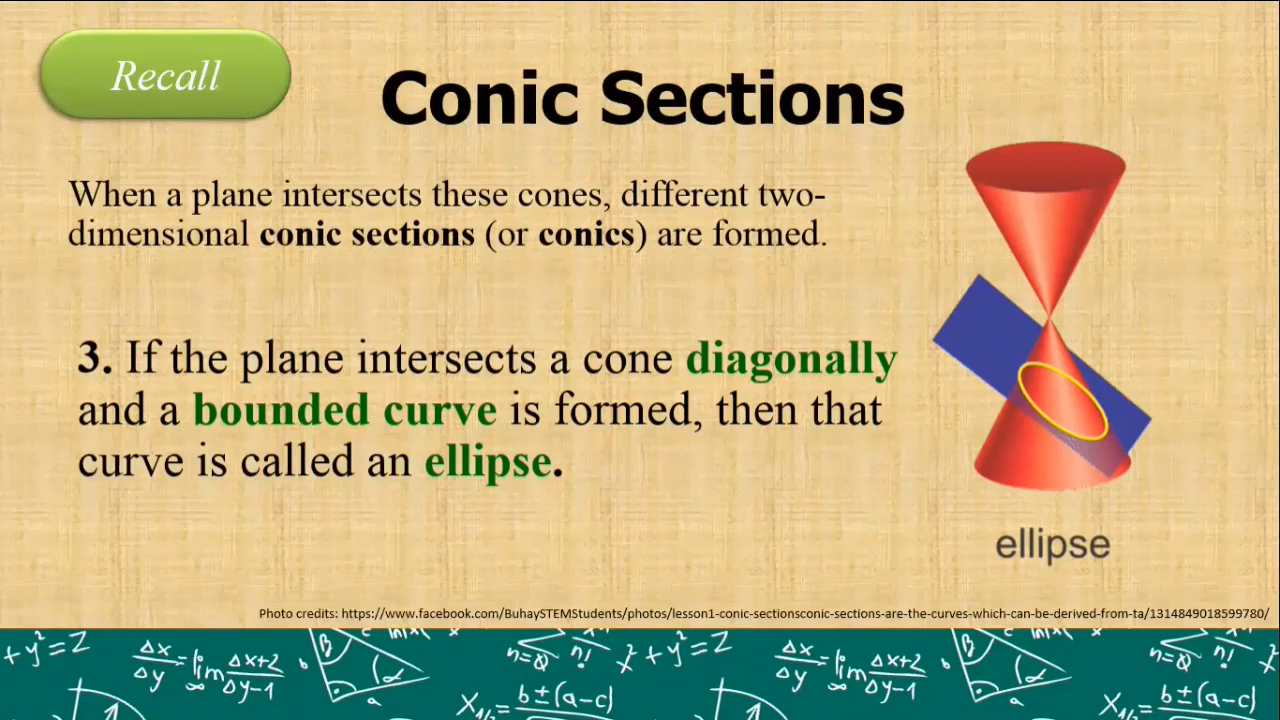 Recall
Conic Sections
When a plane intersects these cones, different two-
dimensional conic sections (or conics) are formed.
3. If the plane intersects a cone diagonally
and a bounded curve is formed, then that
curve is called an ellipse.
ellipse
Photo credits: https://www.facebook.com/BuhaySTEMStudents/photos/lesson1-conic-sectionsconic-sections-are-the-curves-which-can-be-derived-from-ta/1314849018599780/